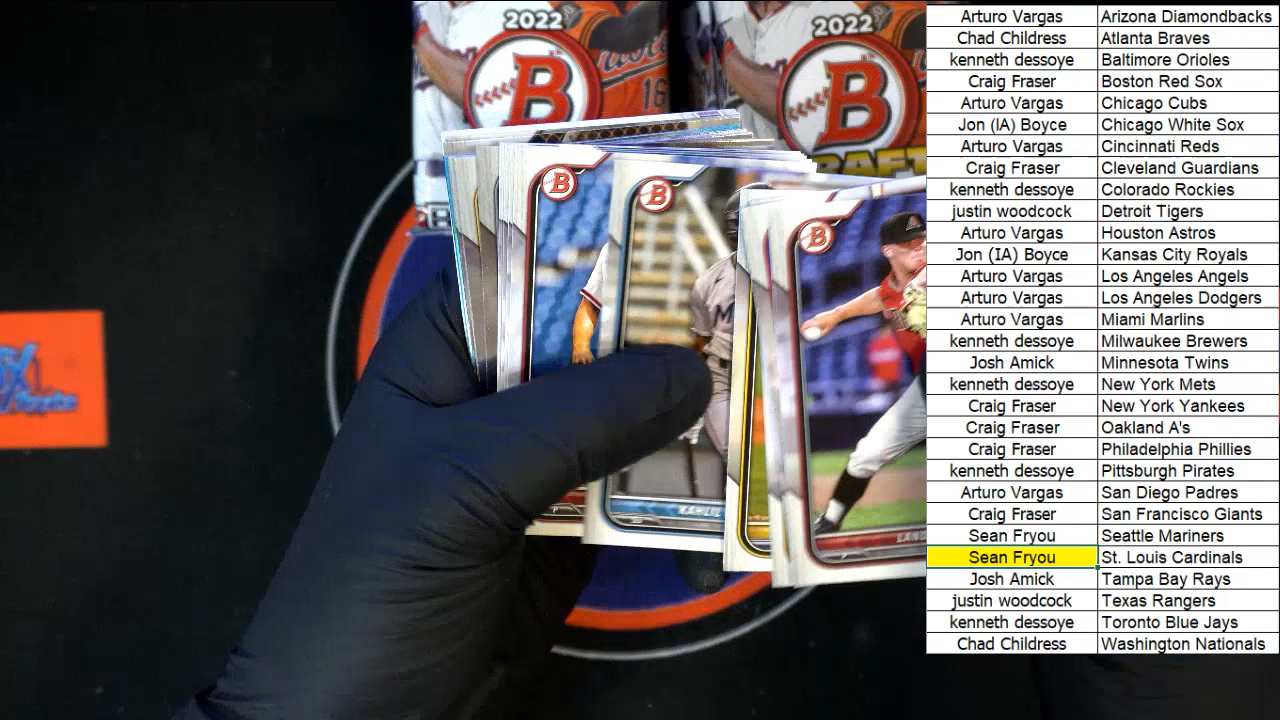 2022
B
16
2022
B
DRAFT
B
B
B
M
A
KAHLIL
P
Arturo Vargas Arizona Diamondbacks
Chad Childress Atlanta Braves
kenneth dessoye Baltimore Orioles
Craig Fraser Boston Red Sox
Arturo Vargas Chicago Cubs
Jon (IA) Boyce Chicago White Sox
Arturo Vargas Cincinnati Reds
Craig Fraser Cleveland Guardians
kenneth dessoye Colorado Rockies
justin woodcock Detroit Tigers
Arturo Vargas Houston Astros
Jon (IA) Boyce Kansas City Royals
Arturo Vargas Los Angeles Angels
Arturo Vargas Los Angeles Dodgers
Arturo Vargas Miami Marlins
kenneth dessoye Milwaukee Brewers
Josh Amick Minnesota Twins
kenneth dessoye New York Mets
Craig Fraser New York Yankees
Craig Fraser Oakland A's
Craig Fraser Philadelphia Phillies
kenneth dessoye Pittsburgh Pirates
Arturo Vargas San Diego Padres
Craig Fraser San Francisco Giants
Sean Fryou Seattle Mariners
Sean Fryou St. Louis Cardinals
Josh Amick Tampa Bay Rays
justin woodcock Texas Rangers
kenneth dessoye Toronto Blue Jays
Chad Childress Washington Nationals